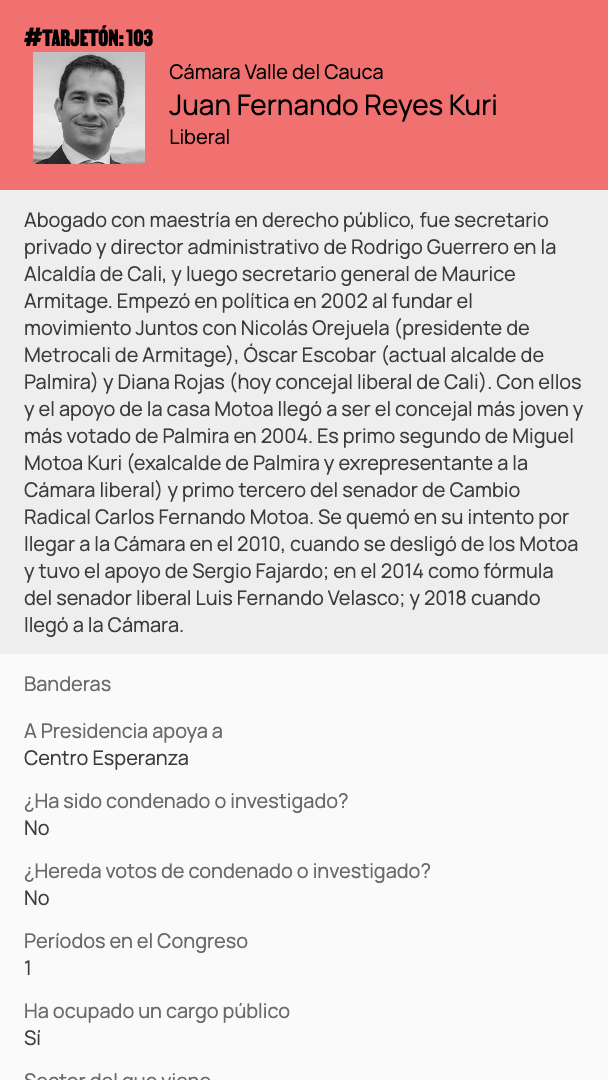 #TARJETÓN: 103
Cámara Valle del Cauca
Juan Fernando Reyes Kuri
Liberal
Abogado con maestría en derecho público, fue secretario
privado y director administrativo de Rodrigo Guerrero en la
Alcaldía de Cali, y luego secretario general de Maurice
Armitage. Empezó en política en 2002 al fundar el
movimiento Juntos con Nicolás Orejuela (presidente de
Metrocali de Armitage), Óscar Escobar (actual alcalde de
Palmira) y Diana Rojas (hoy concejal liberal de Cali). Con ellos
y el apoyo de la casa Motoa llegó a ser el concejal más joven y
más votado de Palmira en 2004. Es primo segundo de Miguel
Motoa Kuri (exalcalde de Palmira y exrepresentante a la
Cámara liberal) y primo tercero del senador de Cambio
Radical Carlos Fernando Motoa. Se quemó en su intento por
llegar a la Cámara en el 2010, cuando se desligó de los Motoa
y tuvo el apoyo de Sergio Fajardo; en el 2014 como fórmula
del senador liberal Luis Fernando Velasco; y 2018 cuando
llegó a la Cámara.
Banderas
A Presidencia apoya a
Centro Esperanza
¿Ha sido condenado o investigado?
No
¿Hereda votos de condenado o investigado?
No
Períodos en el Congreso
1
Ha ocupado un cargo público
Sí
Sector del que viene